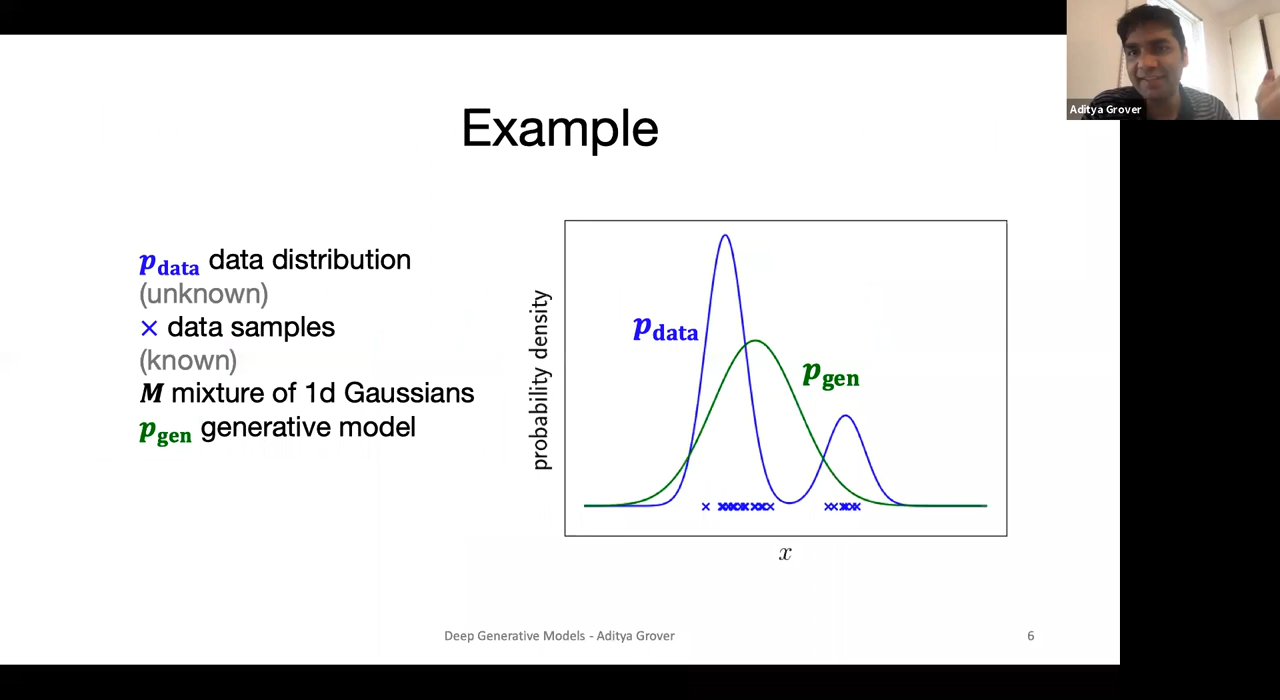 Aditya Grover
Example
p_data data distribution
(unknown)
× data samples
(known)
M mixture of 1d Gaussians
p_gen generative model
probability density
p_data
p_gen
x
Deep Generative Models - Aditya Grover
6